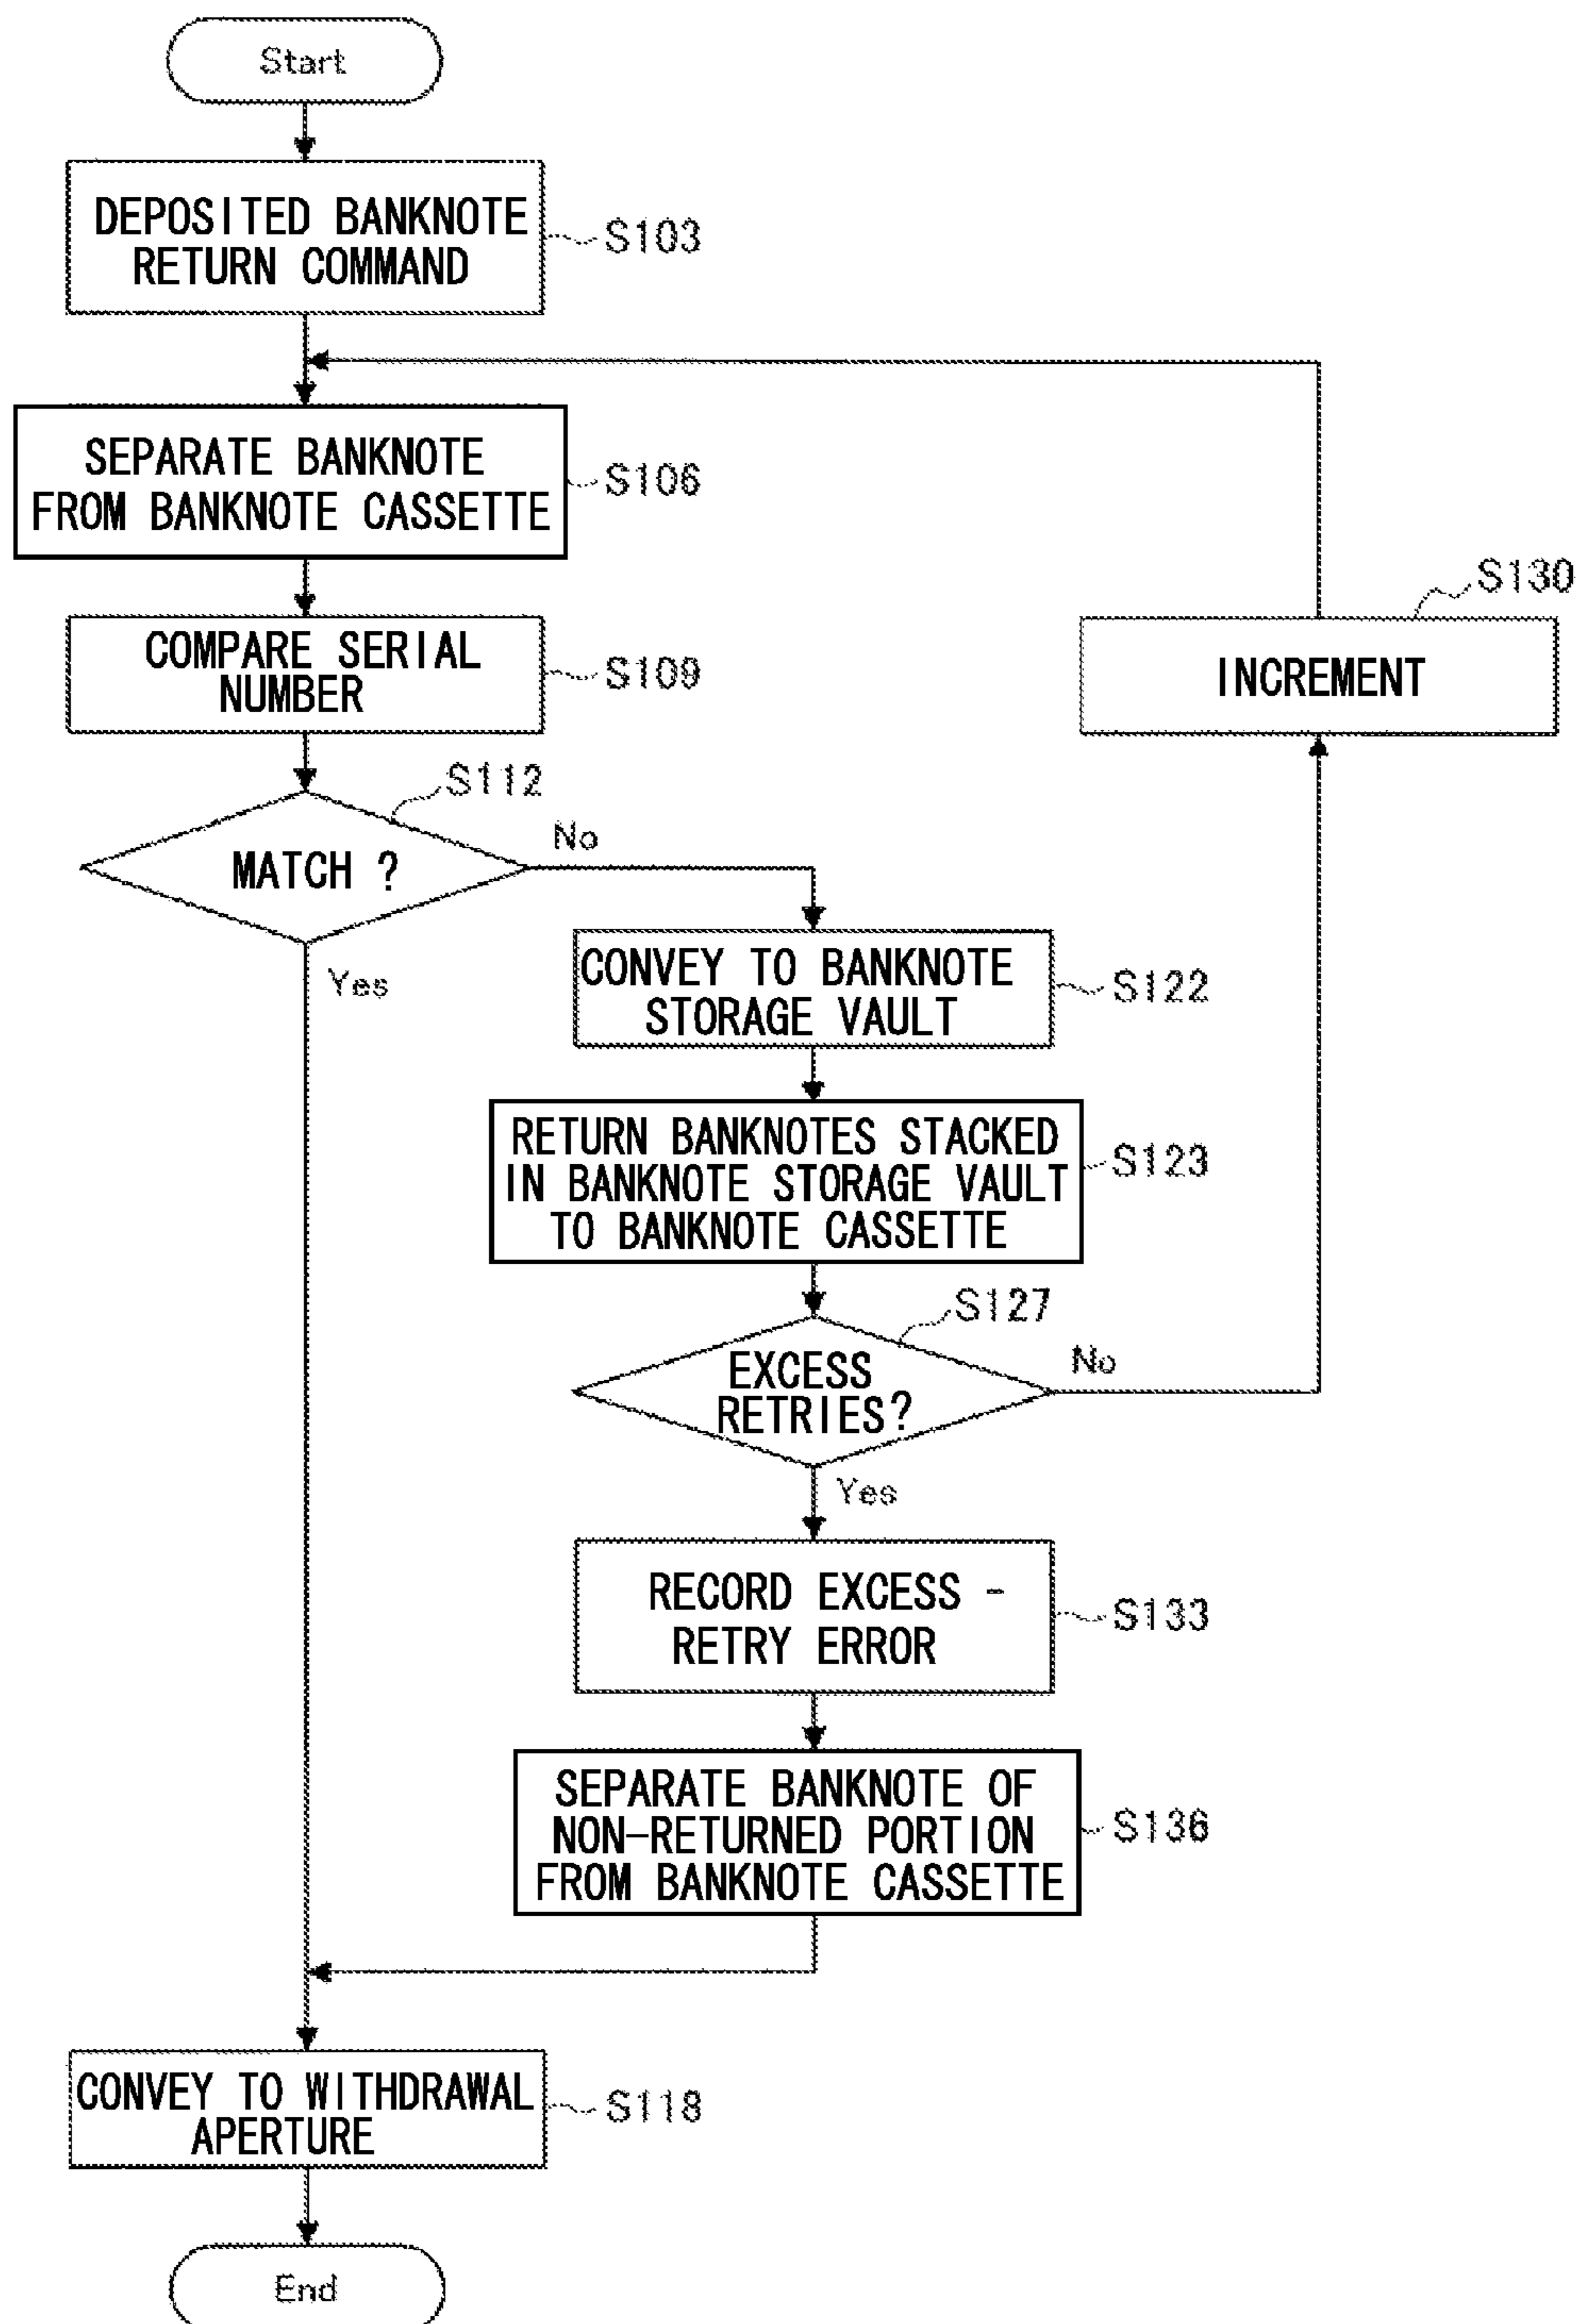 Start
DEPOSITED BANKNOTE
RETURN COMMAND
S103
SEPARATE BANKNOTE
FROM BANKNOTE CASSETTE
S106
S130
INCREMENT
COMPARE SERIAL
NUMBER
S109
S112
MATCH ?
No
Yes
CONVEY TO BANKNOTE
STORAGE VAULT
S122
RETURN BANKNOTES STACKED
IN BANKNOTE STORAGE VAULT
TO BANKNOTE CASSETTE
S123
S127
EXCESS
RETRIES?
No
Yes
RECORD EXCESS -
RETRY ERROR
S133
SEPARATE BANKNOTE OF
NON-RETURNED PORTION
FROM BANKNOTE CASSETTE
S136
CONVEY TO WITHDRAWAL
APERTURE
S118
End